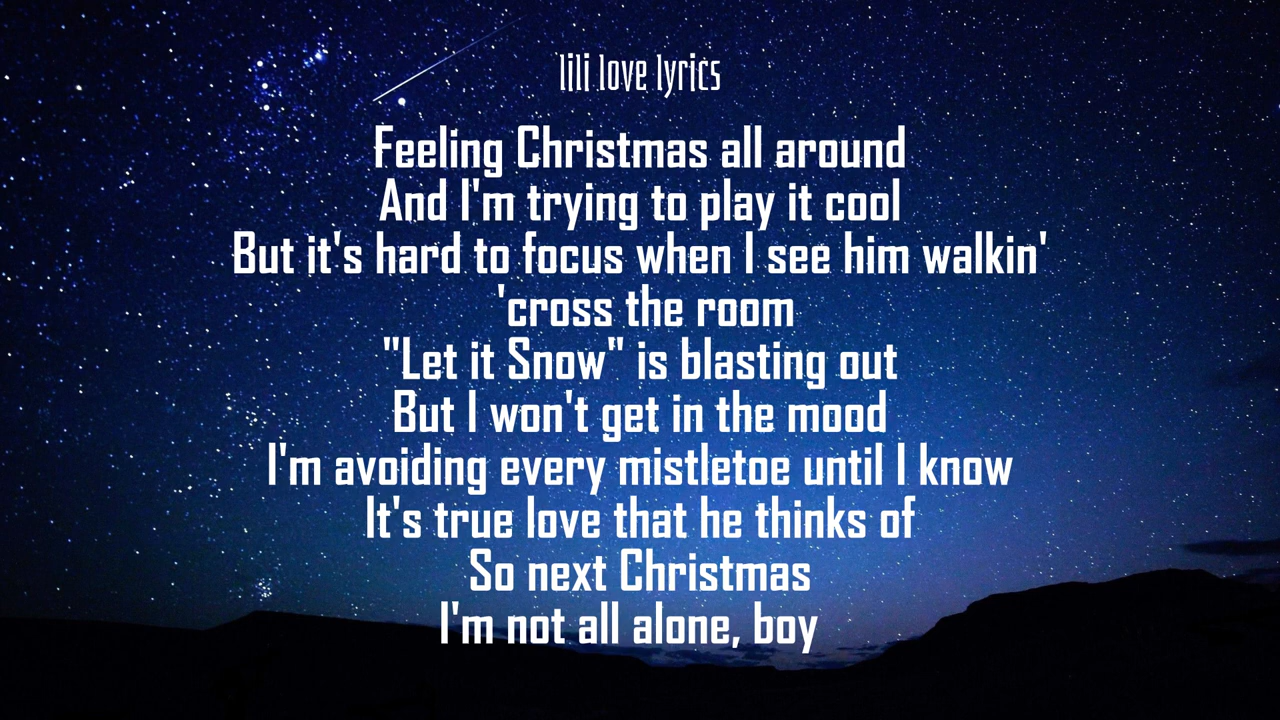 lili love lyrics
Feeling Christmas all around
And I'm trying to play it cool
But it's hard to focus when I see him walkin'
'cross the room
"Let it Snow" is blasting out
But I won't get in the mood
I'm avoiding every mistletoe until I know
It's true love that he thinks of
So next Christmas
I'm not all alone, boy